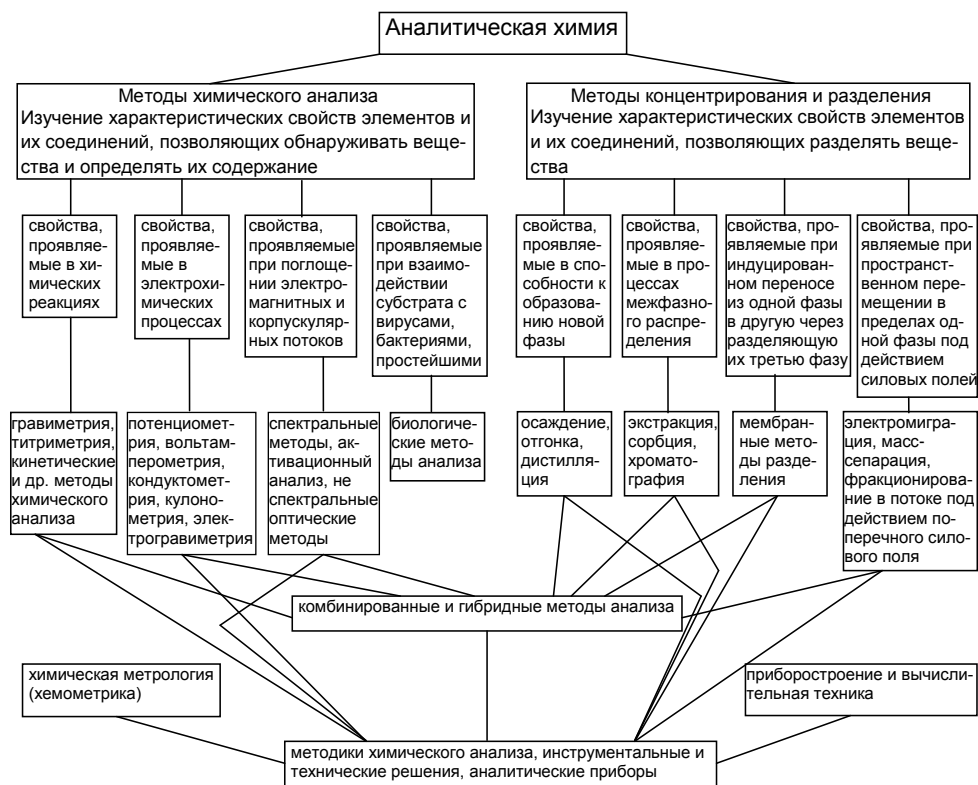 Аналитическая химия
Методы химического анализа
Изучение характеристических свойств элементов и
их соединений, позволяющих обнаруживать веще-
ства и определять их содержание
Методы концентрирования и разделения
Изучение характеристических свойств элементов
и их соединений, позволяющих разделять веще-
ства
свойства,
проявляе-
мые в хи-
мических
реакциях
свойства,
проявляе-
мые в
электрохи-
мических
процессах
свойства,
проявляемые
при поглоще-
нии электро-
магнитных и
корпускуляр-
ных потоков
свойства,
проявляемые
при взаимо-
действии
субстрата с
вирусами,
бактериями,
простейшими
свойства,
проявляе-
мые в спо-
собности к
образова-
нию новой
фазы
свойства,
проявляе-
мые в про-
цессах
межфазно-
го распре-
деления
свойства, про-
являемые при
индуцирован-
ном переносе
из одной фазы
в другую через
разделяющую
их третью фазу
свойства, про-
являемые при
пространст-
венном пере-
мещении в
пределах од-
ной фазы под
действием
силовых полей
гравиметрия,
титриметрия,
кинетические
и др. методы
химического
анализа
потенциомет-
рия, вольтам-
перометрия,
кондуктомет-
рия, кулоно-
метрия, элек-
трогравиметрия
спектральные
методы, ак-
тивационный
анализ, не
спектральные
оптические
методы
биологиче-
ские мето-
ды анализа
осаждение,
отгонка,
дистилля-
ция
экстракция,
сорбция,
хромато-
графия
мембран-
ные мето-
ды разде-
ления
электромигра-
ция, масс-
сепарация,
фракциониро-
вание в потоке под
действием по-
перечного сило-
вого поля
комбинированные и гибридные методы анализа
химическая метрология
(хемометрика)
приборостроение и вычисли-
тельная техника
методики химического анализа, инструментальные и
технические решения, аналитические приборы